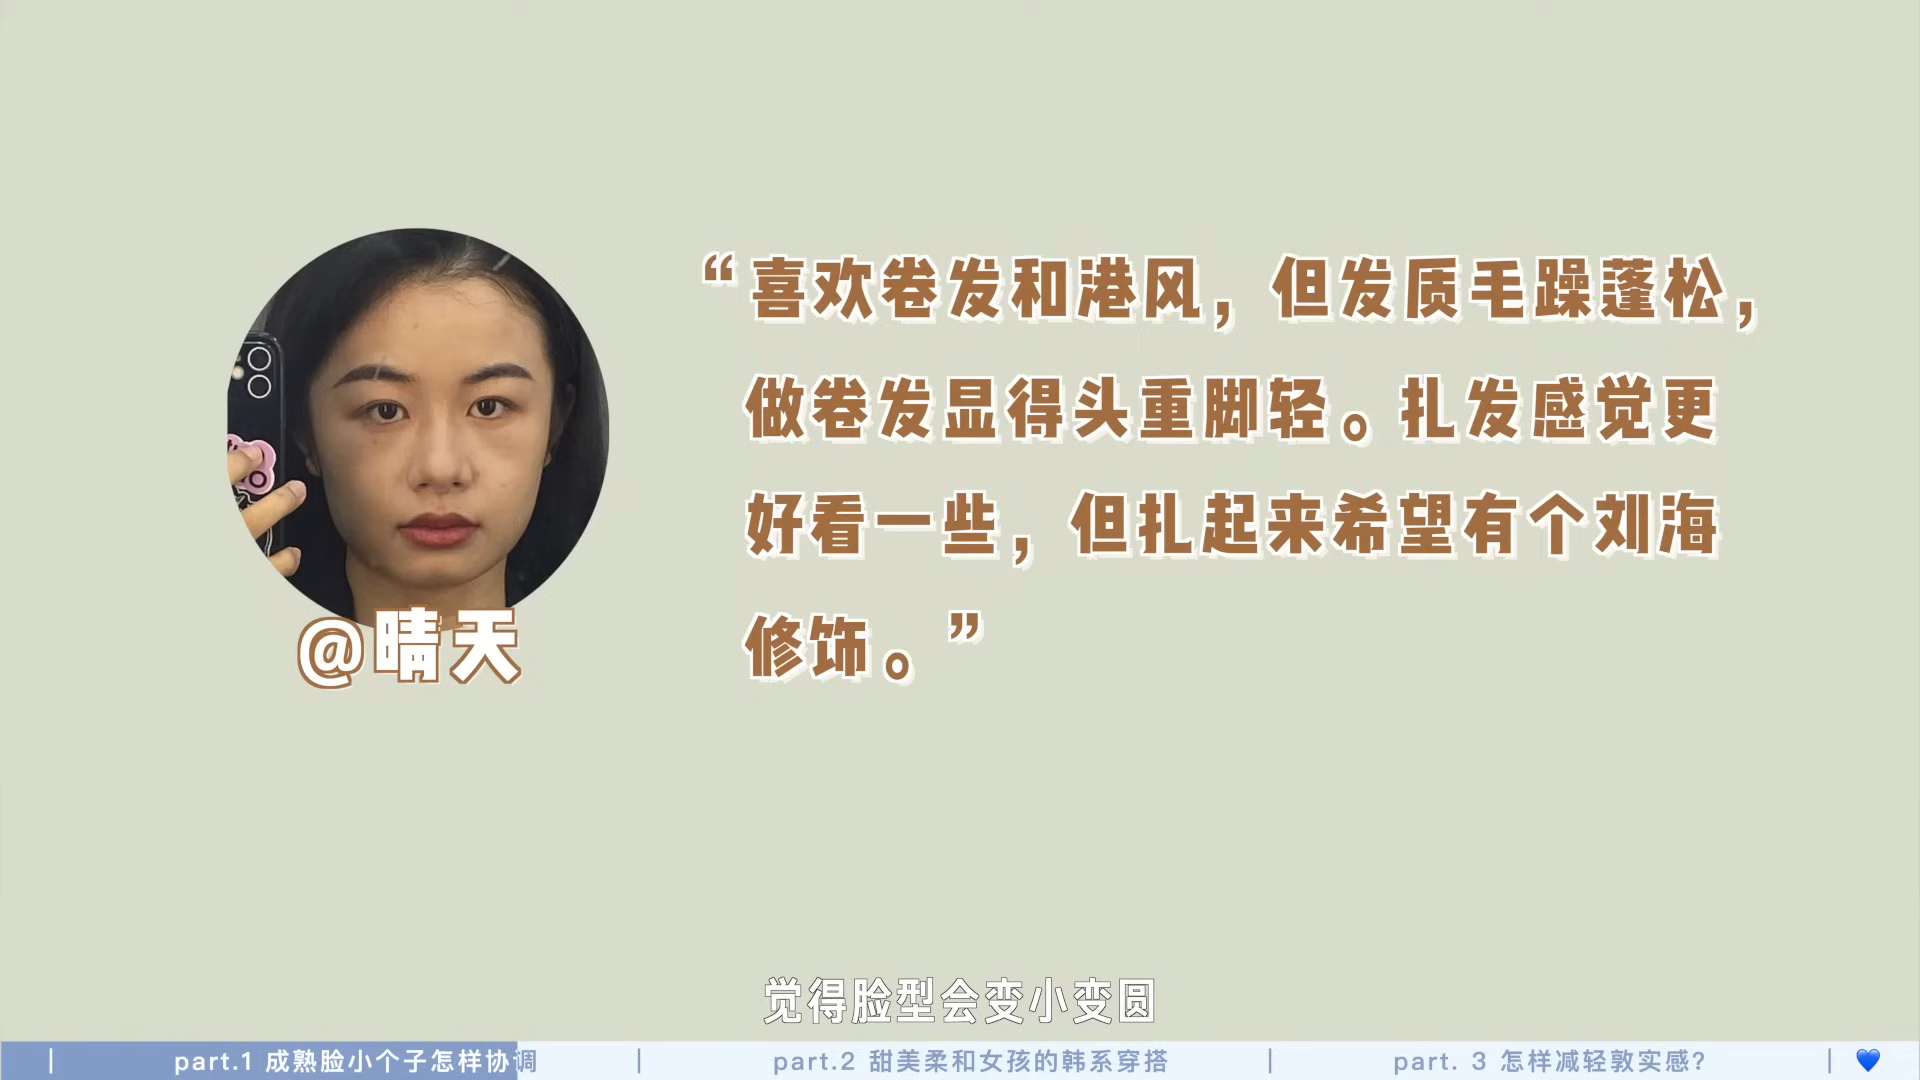 “喜欢卷发和港风，但发质毛躁蓬松，
做卷发显得头重脚轻。扎发感觉更
好看一些，但扎起来希望有个刘海
修饰。”
@晴天
觉得脸型会变小变圆
part.1 成熟脸小个子怎样协调
part.2 甜美柔和女孩的韩系穿搭
part. 3 怎样减轻敦实感?